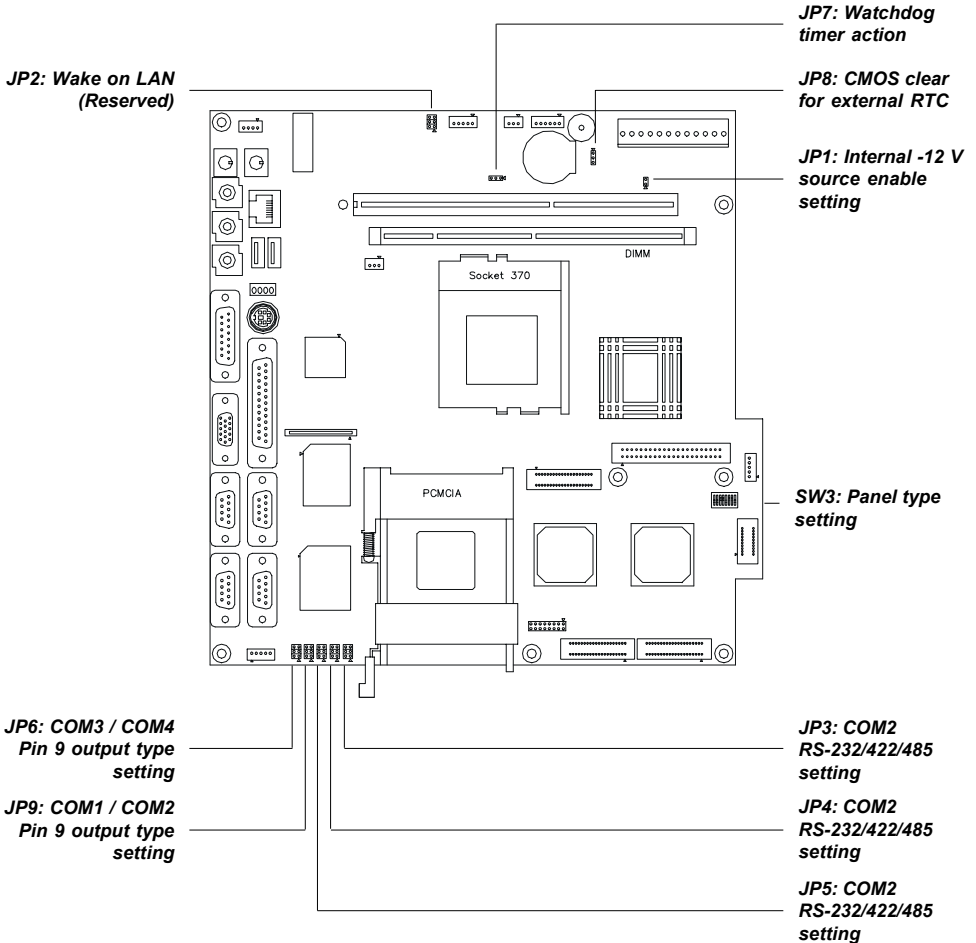 JP7: Watchdog
timer action
JP2: Wake on LAN
(Reserved)
JP8: CMOS clear
for external RTC
JP1: Internal -12 V
source enable
setting
DIMM
Socket 370
PCMCIA
SW3: Panel type
setting
JP6: COM3 / COM4
Pin 9 output type
setting
JP9: COM1 / COM2
Pin 9 output type
setting
JP3: COM2
RS-232/422/485
setting
JP4: COM2
RS-232/422/485
setting
JP5: COM2
RS-232/422/485
setting